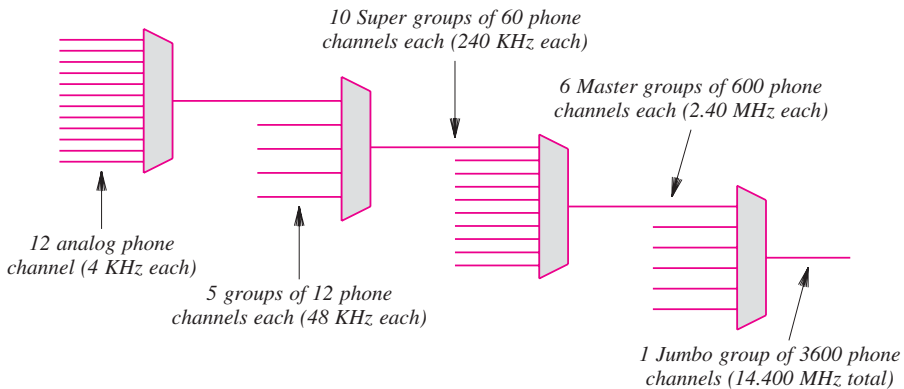 10 Super groups of 60 phone
channels each (240 KHz each)
6 Master groups of 600 phone
channels each (2.40 MHz each)
12 analog phone
channel (4 KHz each)
5 groups of 12 phone
channels each (48 KHz each)
1 Jumbo group of 3600 phone
channels (14.400 MHz total)